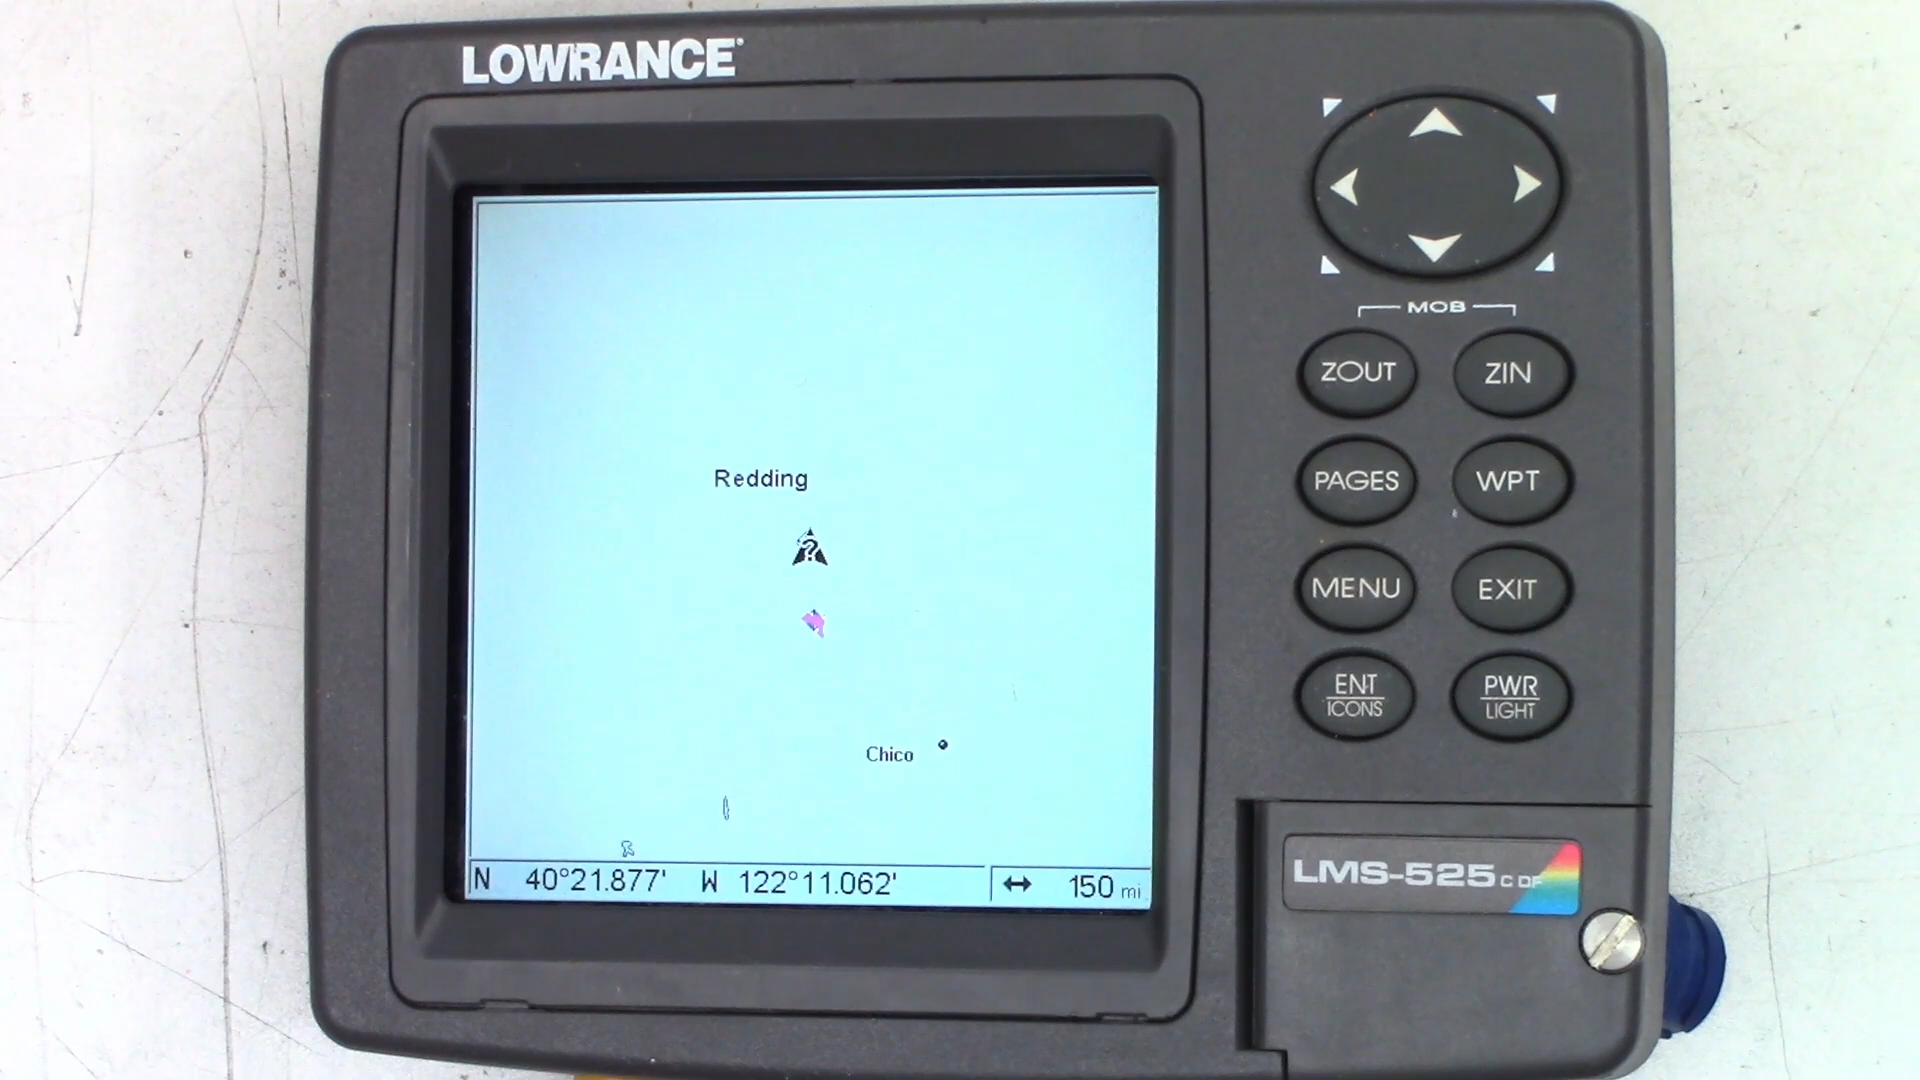 LOWRANCE®
MOB
ZOUT ZIN
Redding
PAGES WPT
?
MENU EXIT
ENT PWR
ICONS LIGHT
Chico
LMS-525 C DF
N 40°21.877' W 122°11.062' ↔ 150 mi